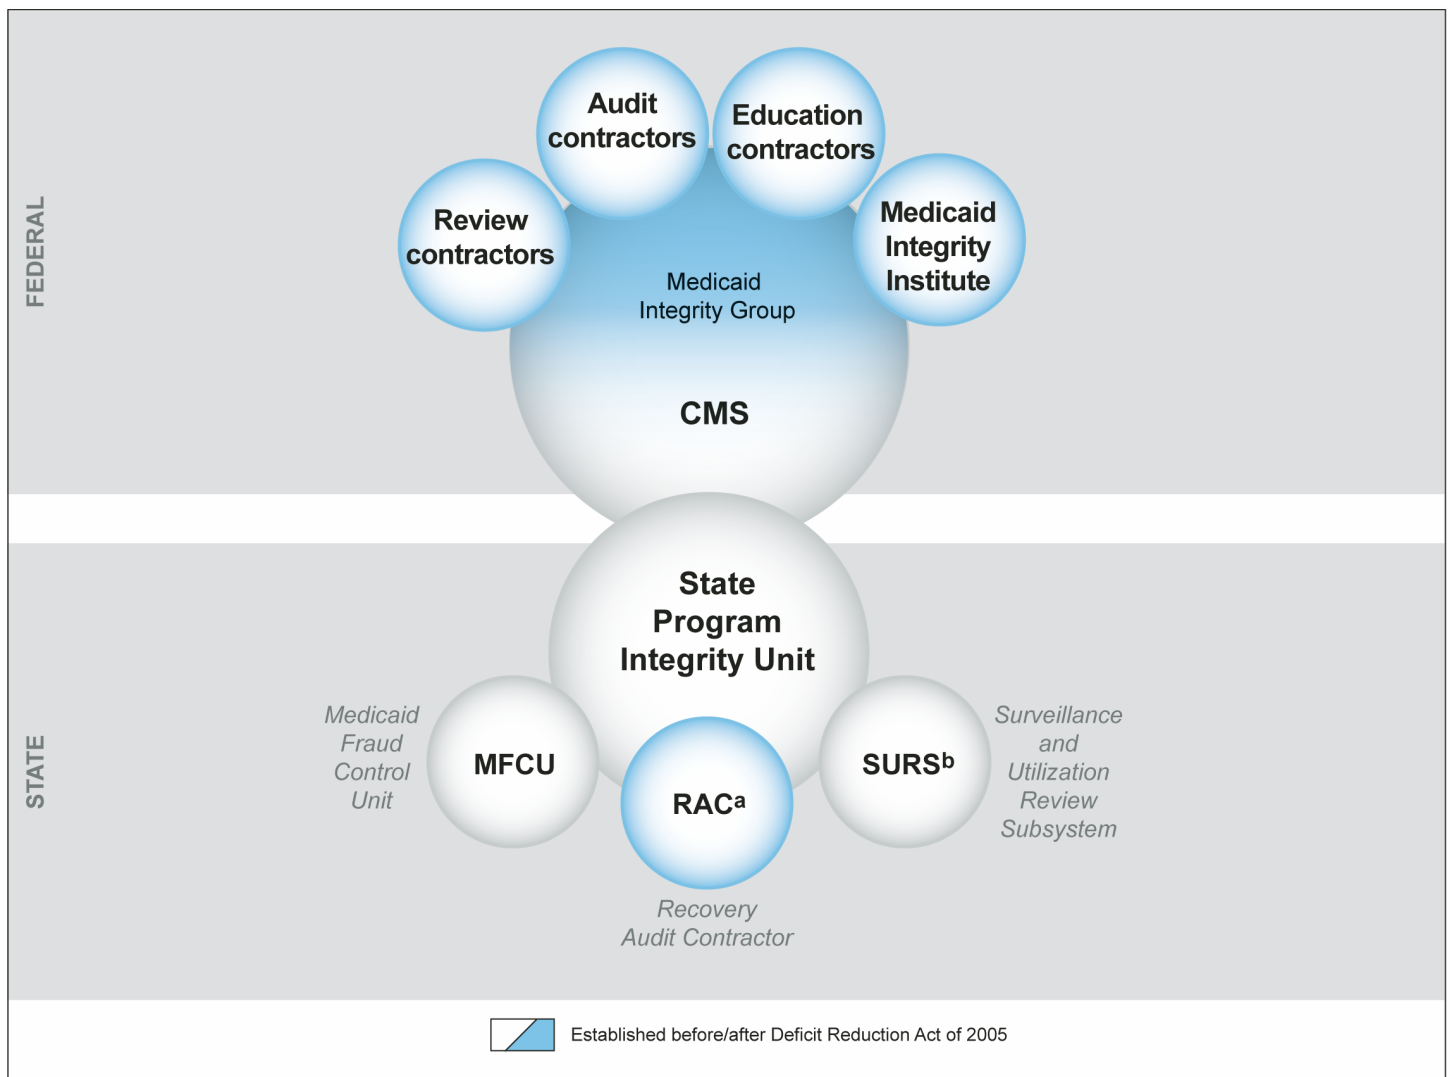 FEDERAL
Audit
contractors
Education
contractors
Review
contractors
Medicaid
Integrity
Institute
Medicaid
Integrity Group
CMS
STATE
State
Program
Integrity Unit
Medicaid
Fraud
Control
Unit
MFCU
RACa
SURSb
Surveillance
and
Utilization
Review
Subsystem
Recovery
Audit Contractor
Established before/after Deficit Reduction Act of 2005